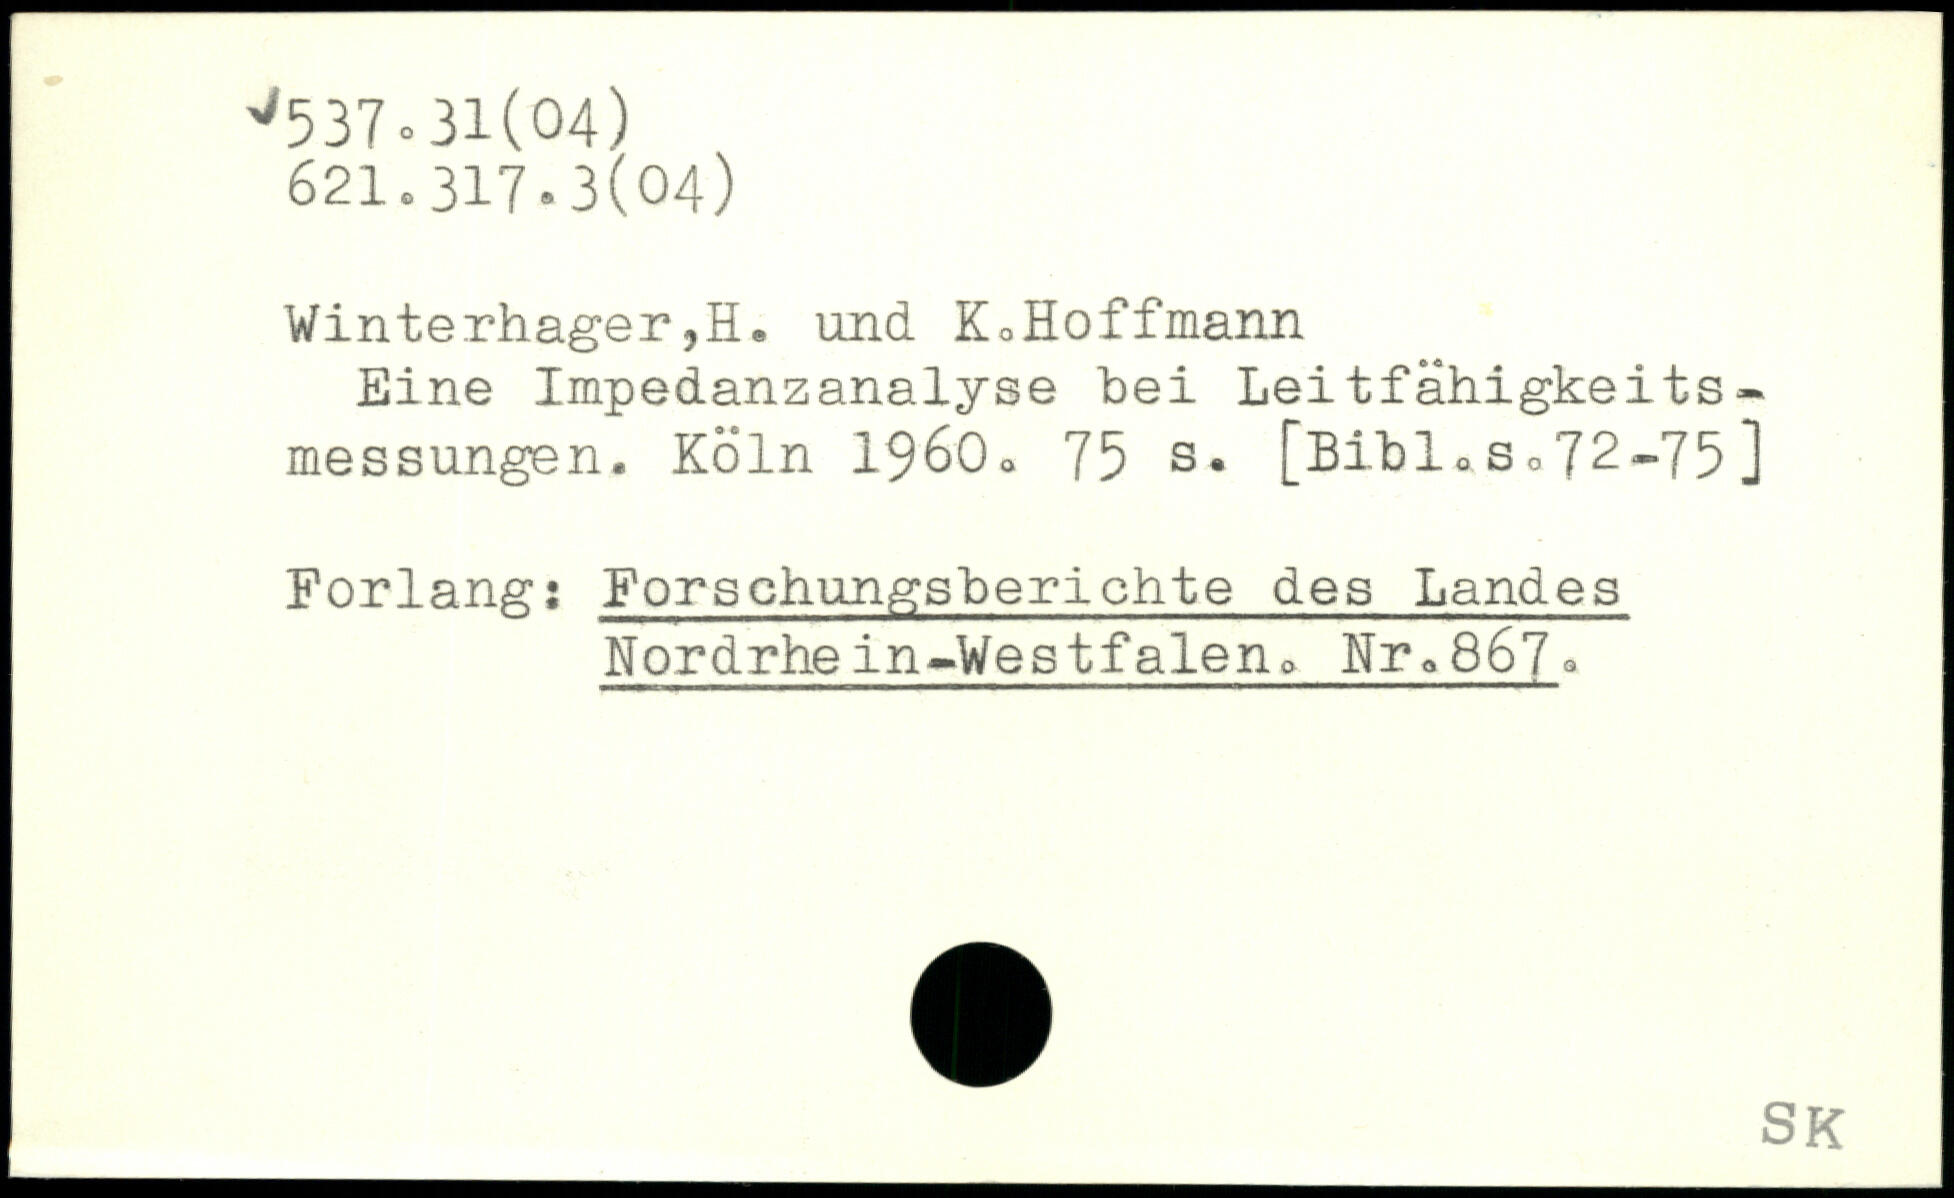 537.31(04)
621.317.3(04)
Winterhager,H. und K.Hoffmann
Eine Impedanzanalyse bei Leitfähigkeits-
messungen. Köln 1960. 75 s. [Bibl.s.72-75]
Forlang: Forschungsberichte des Landes
Nordrhein-Westfalen. Nr.867.
SK